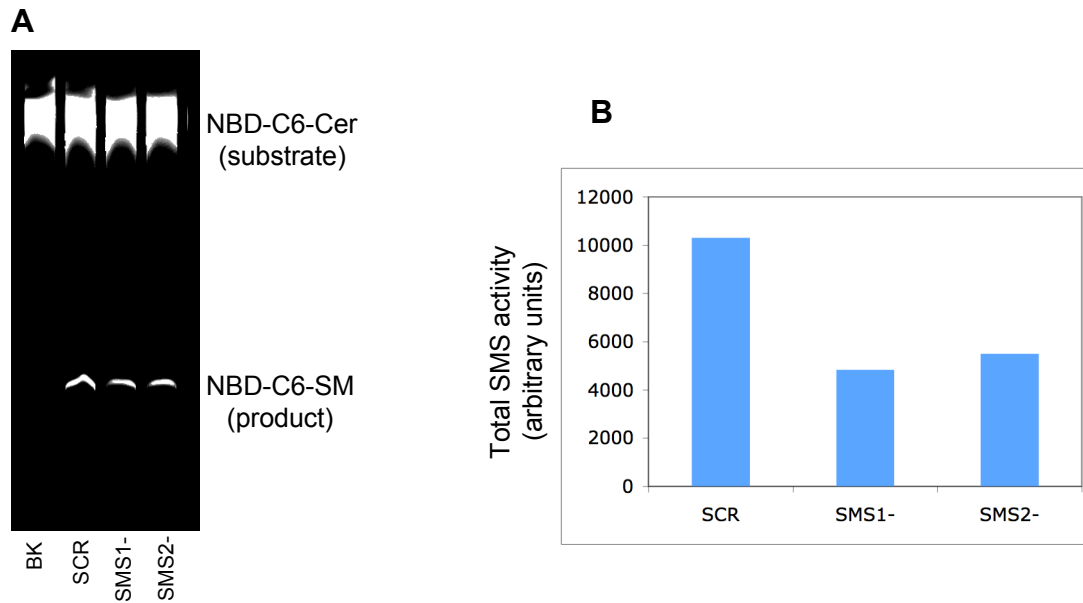 A
NBD-C6-Cer
(substrate)
NBD-C6-SM
(product)
BK
SCR
SMS1-
SMS2-
B
Total SMS activity
(arbitrary units)
12000
10000
8000
6000
4000
2000
0
SCR
SMS1-
SMS2-